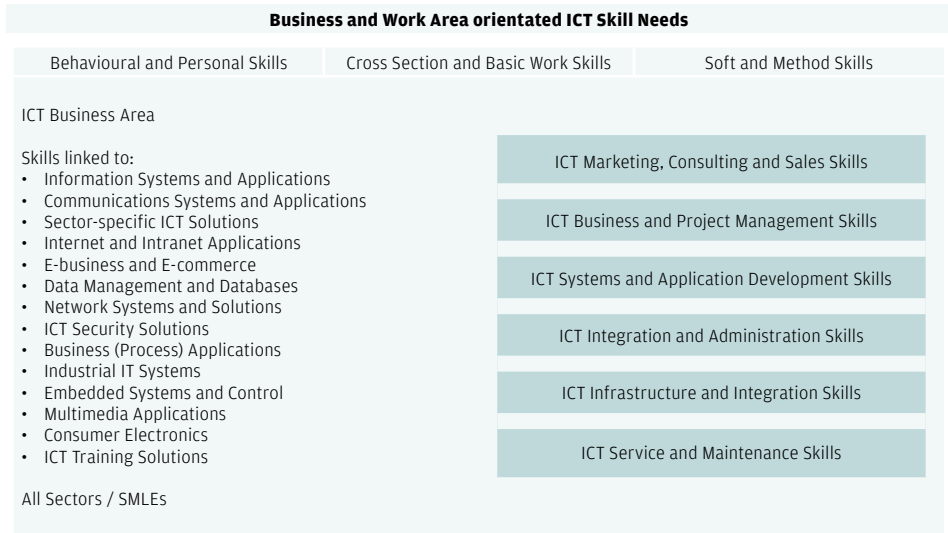 Business and Work Area orientated ICT Skill Needs
Behavioural and Personal Skills
Cross Section and Basic Work Skills
Soft and Method Skills
ICT Business Area
Skills linked to:
• Information Systems and Applications
• Communications Systems and Applications
• Sector-specific ICT Solutions
• Internet and Intranet Applications
• E-business and E-commerce
• Data Management and Databases
• Network Systems and Solutions
• ICT Security Solutions
• Business (Process) Applications
• Industrial IT Systems
• Embedded Systems and Control
• Multimedia Applications
• Consumer Electronics
• ICT Training Solutions
All Sectors / SMLEs
ICT Marketing, Consulting and Sales Skills
ICT Business and Project Management Skills
ICT Systems and Application Development Skills
ICT Integration and Administration Skills
ICT Infrastructure and Integration Skills
ICT Service and Maintenance Skills